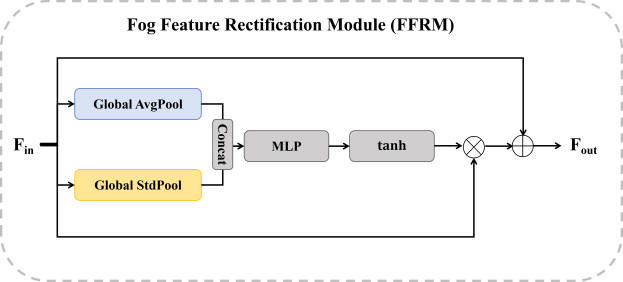 Fog Feature Rectification Module (FFRM)
Global AvgPool
F_in
Concat
MLP
tanh
F_out
Global StdPool